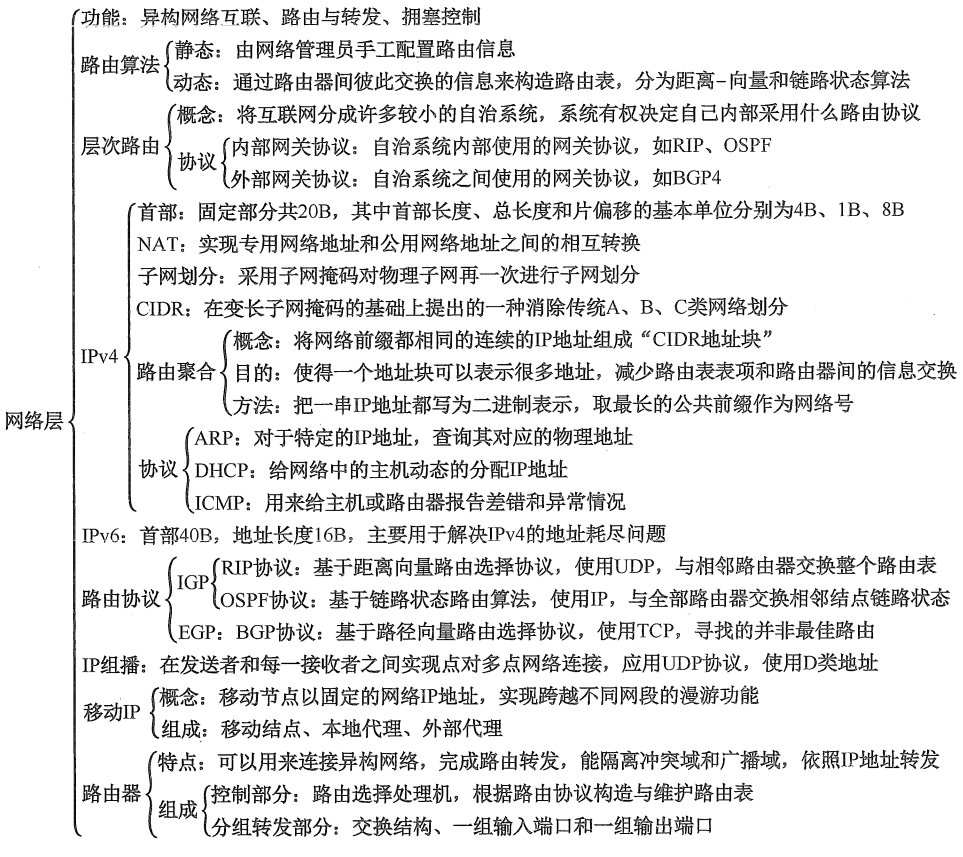 功能：异构网络互联、路由与转发、拥塞控制
路由算法
静态：由网络管理员手工配置路由信息
动态：通过路由器间彼此交换的信息来构造路由表，分为距离-向量和链路状态算法
层次路由
概念：将互联网分成许多较小的自治系统，系统有权决定自己内部采用什么路由协议
协议
内部网关协议：自治系统内部使用的网关协议，如RIP、OSPF
外部网关协议：自治系统之间使用的网关协议，如BGP4
网络层
IPv4
首部：固定部分共20B，其中首部长度、总长度和片偏移的基本单位分别为4B、1B、8B
NAT：实现专用网络地址和公用网络地址之间的相互转换
子网划分：采用子网掩码对物理子网再一次进行子网划分
CIDR：在变长子网掩码的基础上提出的一种消除传统A、B、C类网络划分
路由聚合
概念：将网络前缀都相同的连续的IP地址组成“CIDR地址块”
目的：使得一个地址块可以表示很多地址，减少路由表表项和路由器间的信息交换
方法：把一串IP地址都写为二进制表示，取最长的公共前缀作为网络号
协议
ARP：对于特定的IP地址，查询其对应的物理地址
DHCP：给网络中的主机动态的分配IP地址
ICMP：用来给主机或路由器报告差错和异常情况
IPv6：首部40B，地址长度16B，主要用于解决IPv4的地址耗尽问题
路由协议
IGP
RIP协议：基于距离向量路由选择协议，使用UDP，与相邻路由器交换整个路由表
OSPF协议：基于链路状态路由算法，使用IP，与全部路由器交换相邻结点链路状态
EGP：BGP协议：基于路径向量路由选择协议，使用TCP，寻找的并非最佳路由
IP组播：在发送者和每一接收者之间实现点对多点网络连接，应用UDP协议，使用D类地址
移动IP
概念：移动节点以固定的网络IP地址，实现跨越不同网段的漫游功能
组成：移动结点、本地代理、外部代理
路由器
特点：可以用来连接异构网络，完成路由转发，能隔离冲突域和广播域，依照IP地址转发
组成
控制部分：路由选择处理机，根据路由协议构造与维护路由表
分组转发部分：交换结构、一组输入端口和一组输出端口